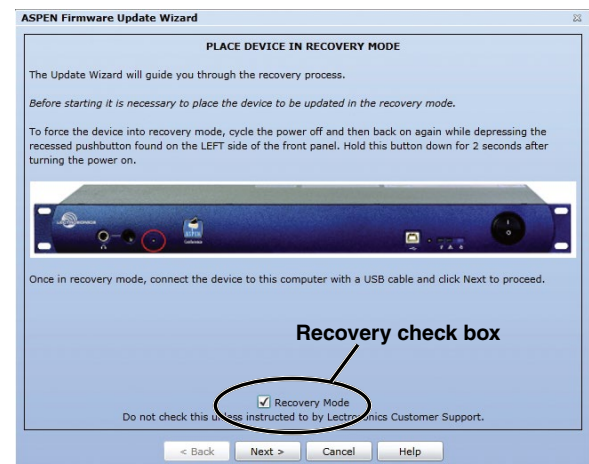 ASPEN Firmware Update Wizard
PLACE DEVICE IN RECOVERY MODE
The Update Wizard will guide you through the recovery process.
Before starting it is necessary to place the device to be updated in the recovery mode.
To force the device into recovery mode, cycle the power off and then back on again while depressing the
recessed pushbutton found on the LEFT side of the front panel. Hold this button down for 2 seconds after
turning the power on.
LECTROSONICS
ASPEN
Conference
Once in recovery mode, connect the device to this computer with a USB cable and click Next to proceed.
Recovery check box
Recovery Mode
Do not check this unless instructed to by Lectrosonics Customer Support.
< Back Next > Cancel Help